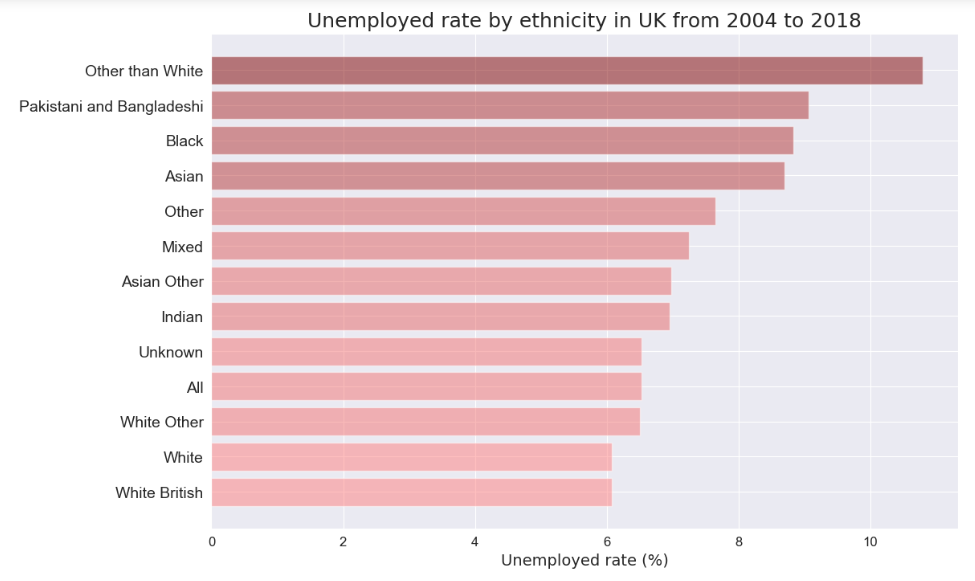 Unemployed rate by ethnicity in UK from 2004 to 2018
Other than White
Pakistani and Bangladeshi
Black
Asian
Other
Mixed
Asian Other
Indian
Unknown
All
White Other
White
White British
0 2 4 6 8 10
Unemployed rate (%)